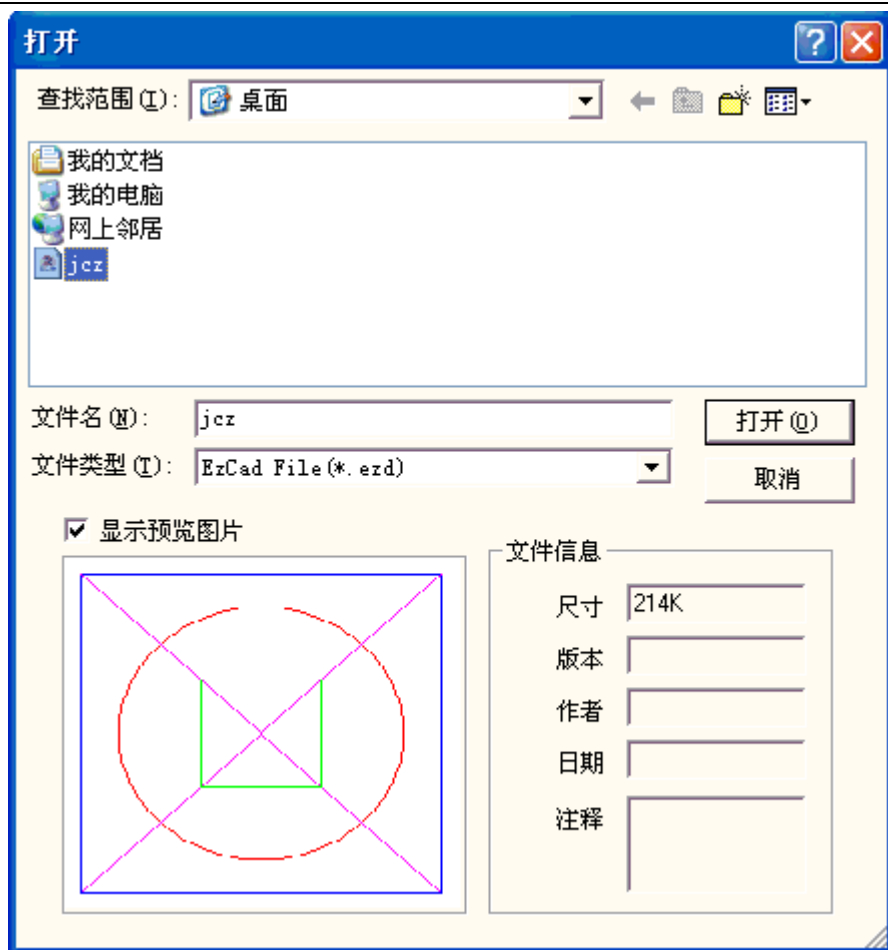 打开
查找范围(I): 桌面
我的文档
我的电脑
网上邻居
jcz
文件名(N): jcz 打开(O)
文件类型(T): EzCad File(*.ezd) 取消
显示预览图片
文件信息
尺寸 214K
版本
作者
日期
注释